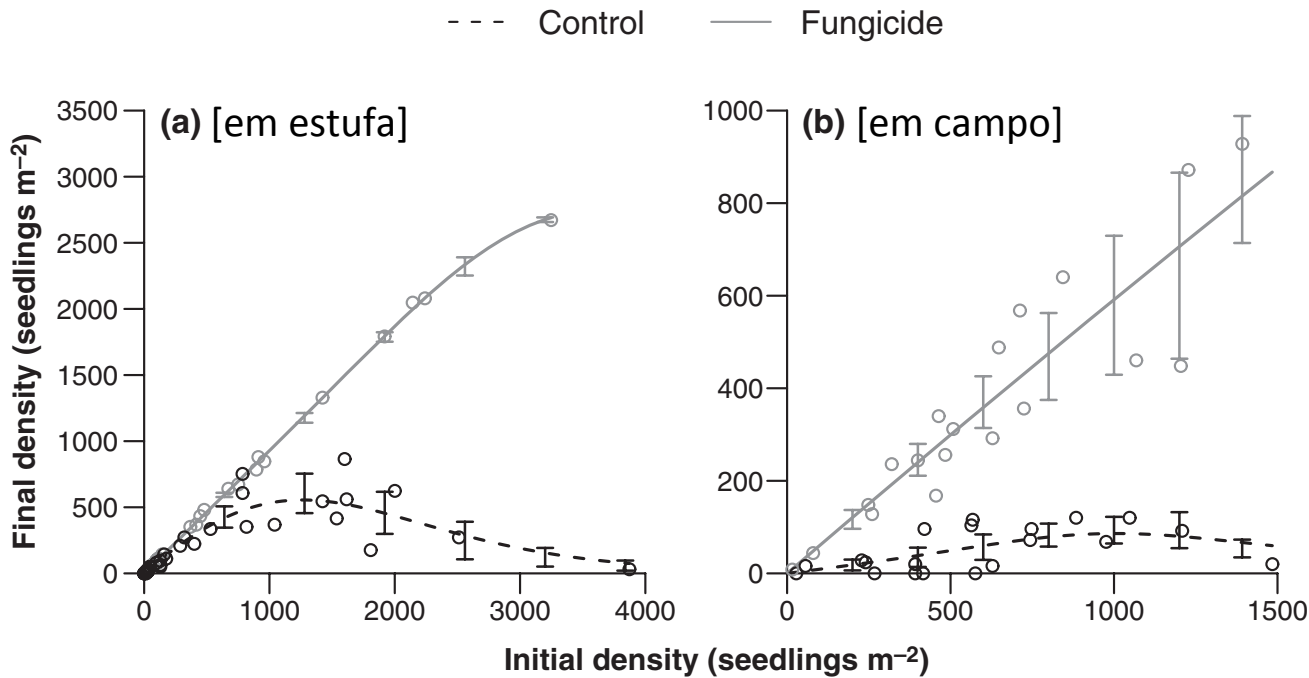 Control Fungicide
(a) [em estufa]
(b) [em campo]
Final density (seedlings m⁻²)
3500
3000
2500
2000
1500
1000
500
0
0 1000 2000 3000 4000
1000
800
600
400
200
0
0 500 1000 1500
Initial density (seedlings m⁻²)